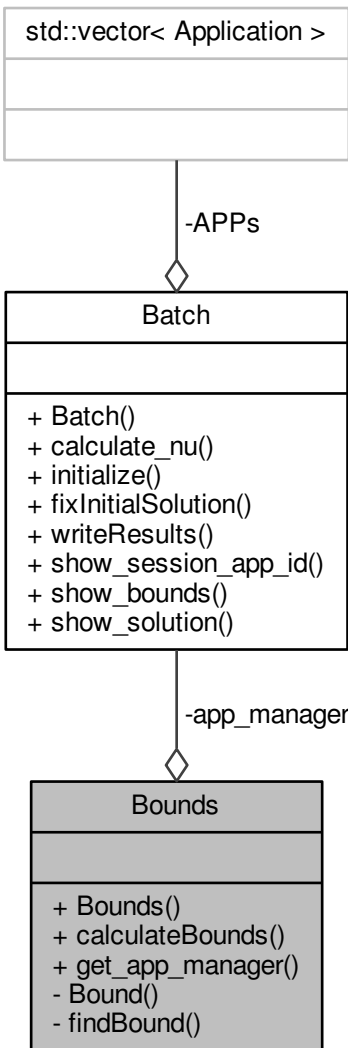 std::vector< Application >
-APPs
Batch
+ Batch()
+ calculate_nu()
+ initialize()
+ fixInitialSolution()
+ writeResults()
+ show_session_app_id()
+ show_bounds()
+ show_solution()
-app_manager
Bounds
+ Bounds()
+ calculateBounds()
+ get_app_manager()
- Bound()
- findBound()